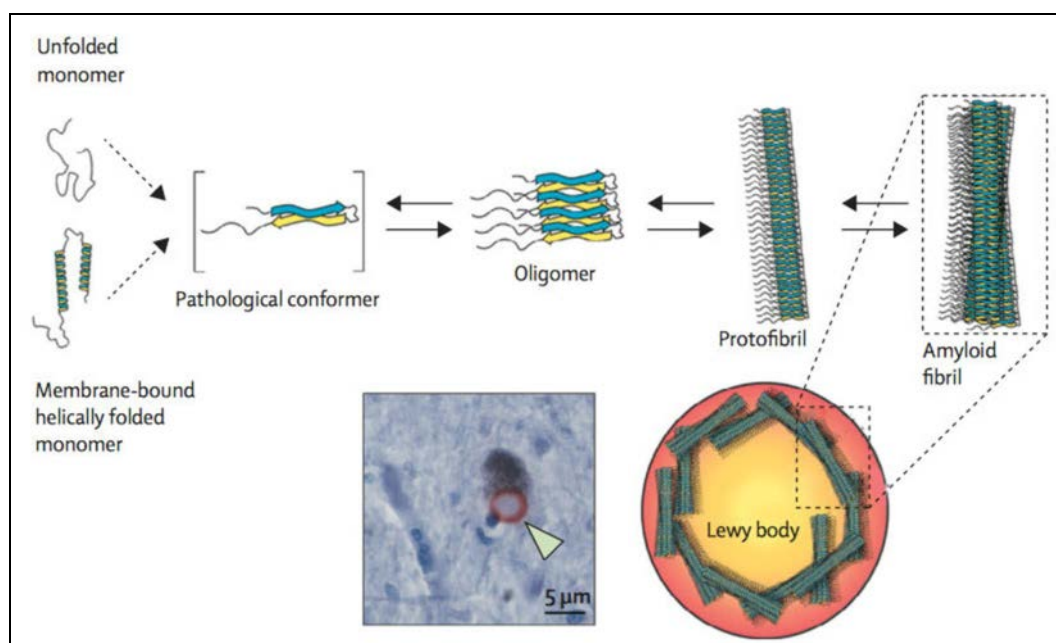 Unfolded
monomer
Pathological conformer
Oligomer
Protofibril
Amyloid
fibril
Membrane-bound
helically folded
monomer
Lewy body
5 µm